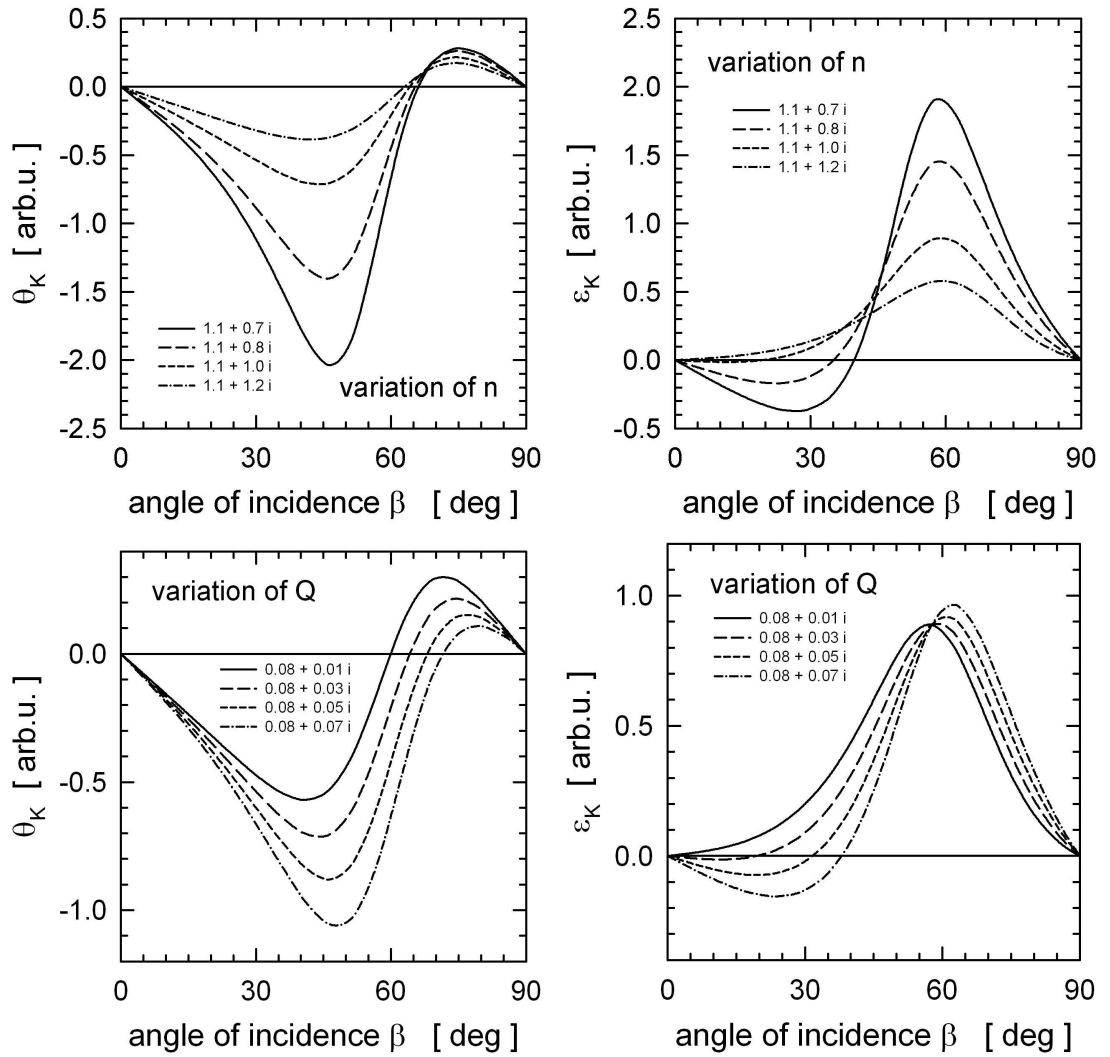 0.5
0.0
-0.5
-1.0
-1.5
-2.0
-2.5
θK [ arb.u. ]
1.1 + 0.7 i
1.1 + 0.8 i
1.1 + 1.0 i
1.1 + 1.2 i
variation of n
0 30 60 90
angle of incidence β [ deg ]
2.5
2.0
1.5
1.0
0.5
0.0
-0.5
εK [ arb.u. ]
variation of n
1.1 + 0.7 i
1.1 + 0.8 i
1.1 + 1.0 i
1.1 + 1.2 i
0 30 60 90
angle of incidence β [ deg ]
0.0
-0.5
-1.0
θK [ arb.u. ]
variation of Q
0.08 + 0.01 i
0.08 + 0.03 i
0.08 + 0.05 i
0.08 + 0.07 i
0 30 60 90
angle of incidence β [ deg ]
1.0
0.5
0.0
εK [ arb.u. ]
variation of Q
0.08 + 0.01 i
0.08 + 0.03 i
0.08 + 0.05 i
0.08 + 0.07 i
0 30 60 90
angle of incidence β [ deg ]